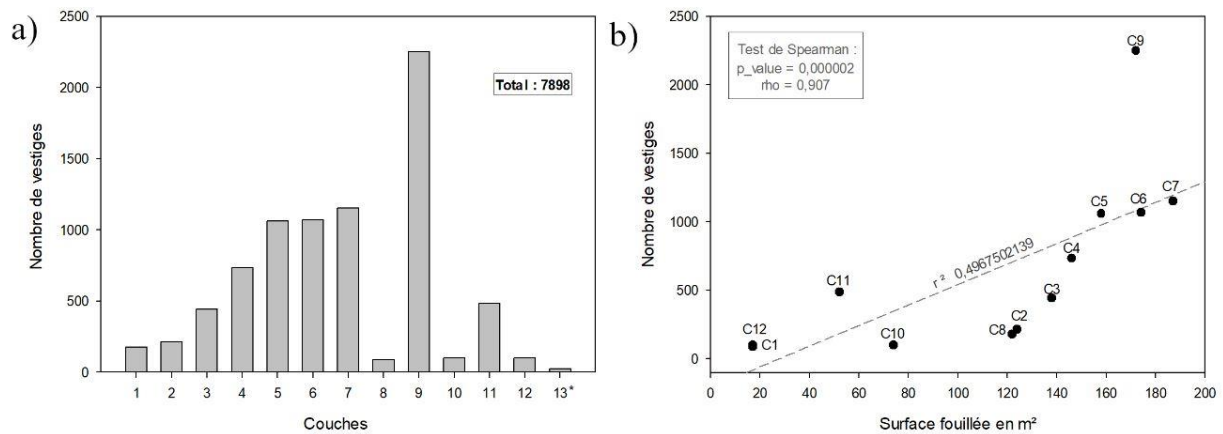 a)
Nombre de vestiges
2500
2000
1500
1000
500
0
Total : 7898
1 2 3 4 5 6 7 8 9 10 11 12 13*
Couches
b)
Nombre de vestiges
2500
2000
1500
1000
500
0
Test de Spearman :
p_value = 0,000002
rho = 0,907
C9
C7
C6
C5
C4
r² 0,4967502139
C3
C11
C2
C8
C12
C1
C10
0 20 40 60 80 100 120 140 160 180 200
Surface fouillée en m²